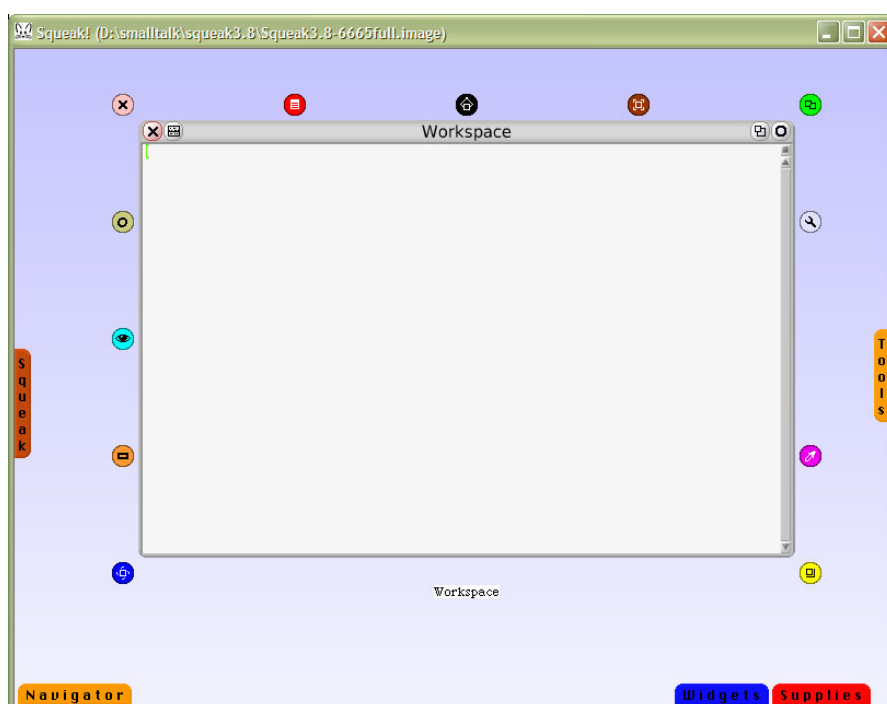 Squeak! (D:\smalltalk\squeak3.8\Squeak3.8-6665full.image)
Workspace
Squeak
Tools
Workspace
Navigator
Widgets
Supplies